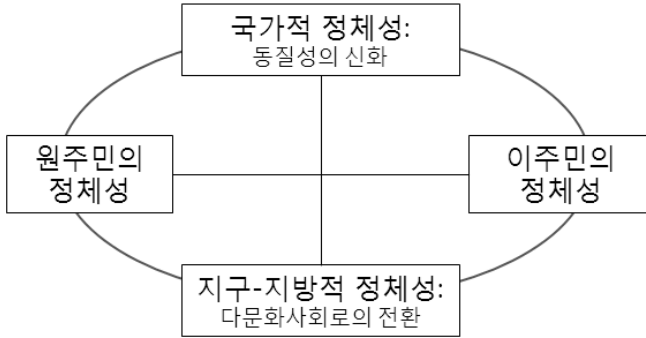 국가적 정체성:
동질성의 신화
원주민의
정체성
이주민의
정체성
지구-지방적 정체성:
다문화사회로의 전환